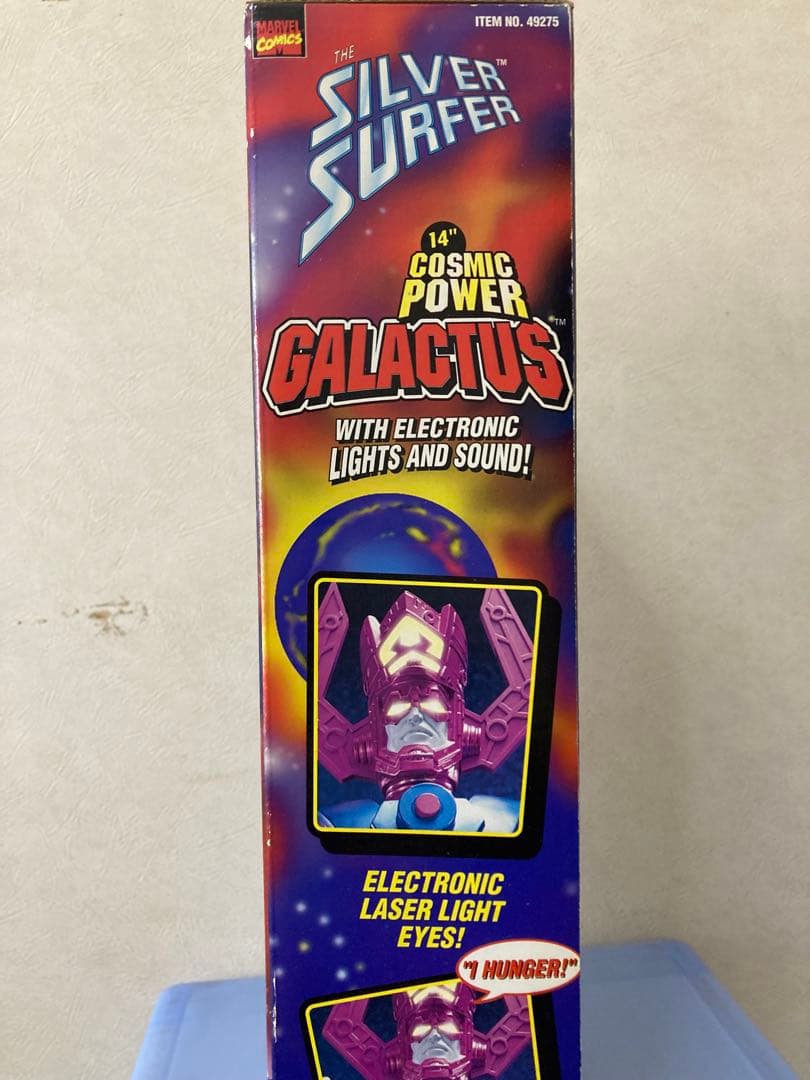 MARVEL
COMICS
ITEM NO. 49275
THE
SILVER™
SURFER
14"
COSMIC
POWER
GALACTUS™
WITH ELECTRONIC
LIGHTS AND SOUND!
ELECTRONIC
LASER LIGHT
EYES!
"I HUNGER!"